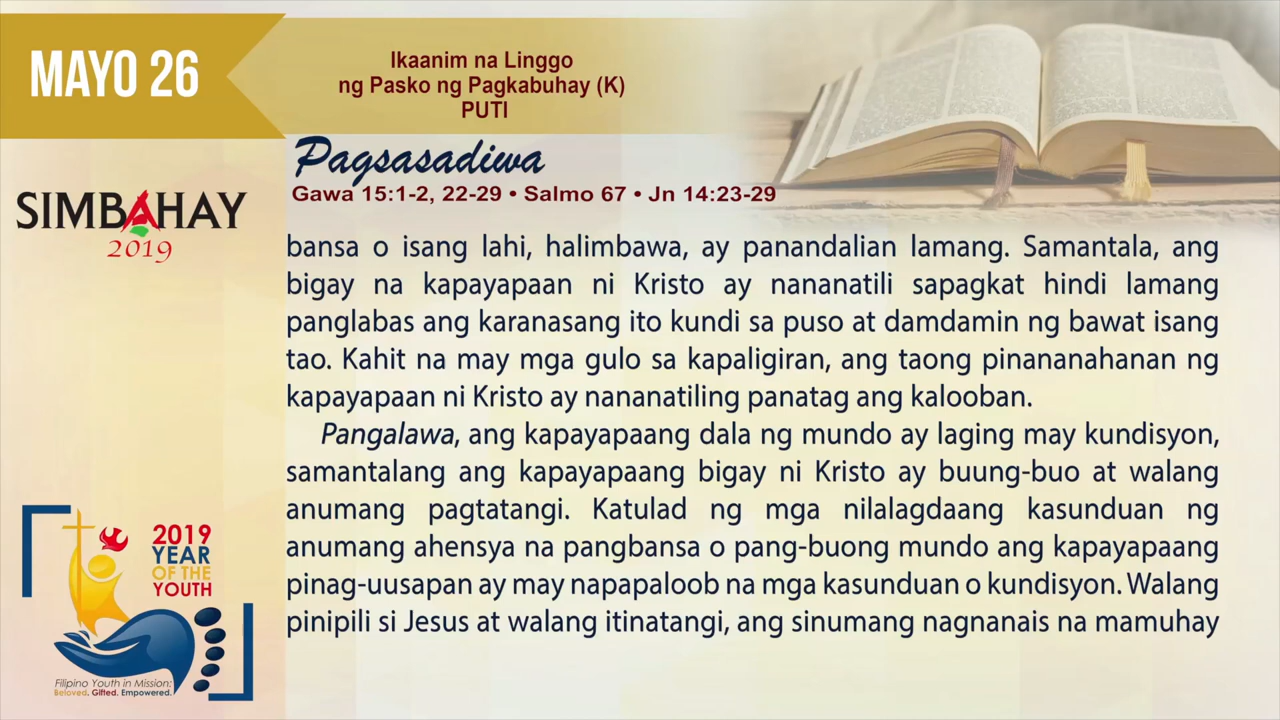 MAYO 26
Ikaanim na Linggo
ng Pasko ng Pagkabuhay (K)
PUTI
Pagsasadiwa
Gawa 15:1-2, 22-29 • Salmo 67 • Jn 14:23-29
SIMBAHAY
2019
bansa o isang lahi, halimbawa, ay panandalian lamang. Samantala, ang
bigay na kapayapaan ni Kristo ay nananatili sapagkat hindi lamang
panglabas ang karanasang ito kundi sa puso at damdamin ng bawat isang
tao. Kahit na may mga gulo sa kapaligiran, ang taong pinananahanan ng
kapayapaan ni Kristo ay nananatiling panatag ang kalooban.
Pangalawa, ang kapayapaang dala ng mundo ay laging may kundisyon,
samantalang ang kapayapaang bigay ni Kristo ay buung-buo at walang
anumang pagtatangi. Katulad ng mga nilalagdaang kasunduan ng
anumang ahensya na pangbansa o pang-buong mundo ang kapayapaang
pinag-uusapan ay may napapaloob na mga kasunduan o kundisyon. Walang
pinipili si Jesus at walang itinatangi, ang sinumang nagnanais na mamuhay
2019
YEAR
OF THE
YOUTH
Filipino Youth in Mission:
Beloved. Gifted. Empowered.